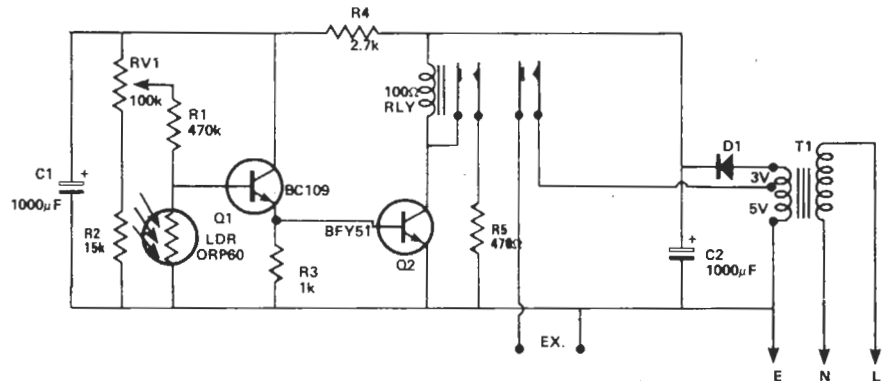 R4
2.7k
RV1
100k
R1
470k
100Ω
RLY
D1
T1
3V
5V
C1
+
1000µF
BC109
Q1
R2
15k
LDR
ORP60
BFY51
Q2
R3
1k
R5
470Ω
+
C2
1000µF
EX.
E
N
L